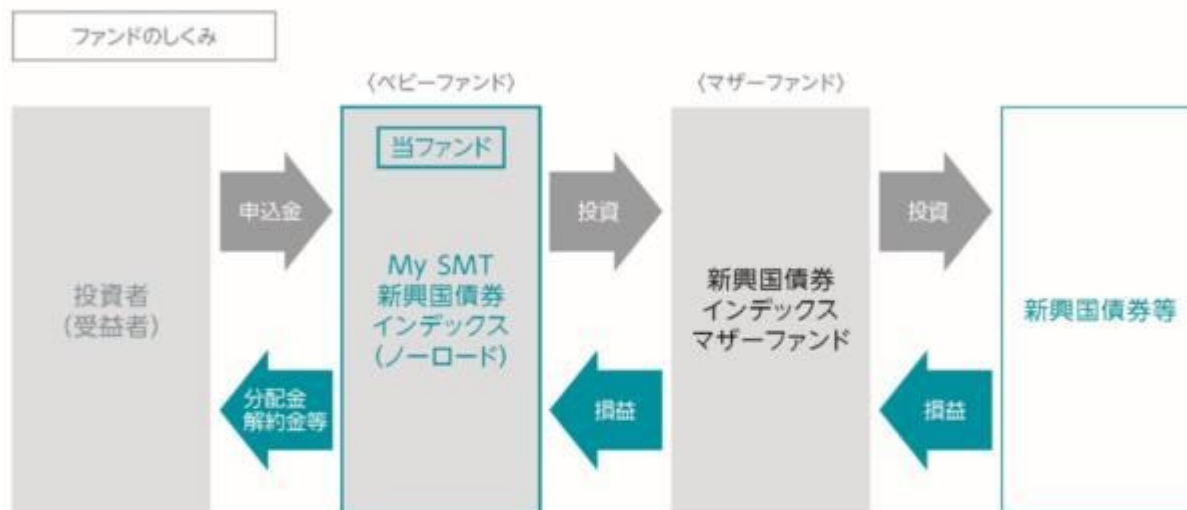 ファンドのしくみ
〈ベビーファンド〉
〈マザーファンド〉
投資者
(受益者)
申込金
分配金
解約金等
当ファンド
My SMT
新興国債券
インデックス
(ノーロード)
投資
損益
新興国債券
インデックス
マザーファンド
投資
損益
新興国債券等